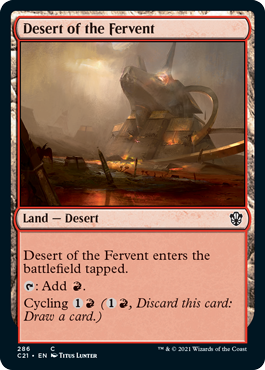 Desert of the Fervent
Land — Desert
Desert of the Fervent enters the
battlefield tapped.
: Add .
Cycling 1 (1, Discard this card:
Draw a card.)
286 C
C21 • EN Titus Lunter
™ & © 2021 Wizards of the Coast